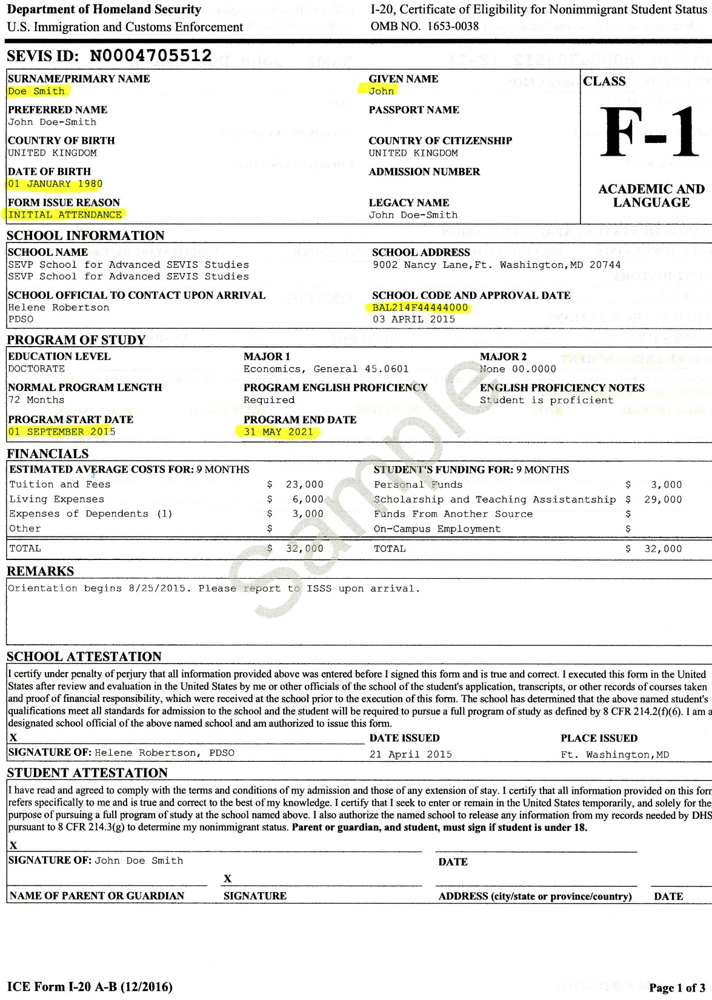 Department of Homeland Security
U.S. Immigration and Customs Enforcement
I-20, Certificate of Eligibility for Nonimmigrant Student Status
OMB NO. 1653-0038
SEVIS ID: N0004705512
SURNAME/PRIMARY NAME
Doe Smith
GIVEN NAME
John
CLASS
PREFERRED NAME
John Doe-Smith
PASSPORT NAME
F-1
COUNTRY OF BIRTH
UNITED KINGDOM
COUNTRY OF CITIZENSHIP
UNITED KINGDOM
DATE OF BIRTH
01 JANUARY 1980
ADMISSION NUMBER
ACADEMIC AND
LANGUAGE
FORM ISSUE REASON
INITIAL ATTENDANCE
LEGACY NAME
John Doe-Smith
SCHOOL INFORMATION
SCHOOL NAME
SEVP School for Advanced SEVIS Studies
SEVP School for Advanced SEVIS Studies
SCHOOL ADDRESS
9002 Nancy Lane,Ft. Washington,MD 20744
SCHOOL OFFICIAL TO CONTACT UPON ARRIVAL
Helene Robertson
PDSO
SCHOOL CODE AND APPROVAL DATE
BAL214F44444000
03 APRIL 2015
PROGRAM OF STUDY
EDUCATION LEVEL
DOCTORATE
MAJOR 1
Economics, General 45.0601
MAJOR 2
None 00.0000
NORMAL PROGRAM LENGTH
72 Months
PROGRAM ENGLISH PROFICIENCY
Required
ENGLISH PROFICIENCY NOTES
Student is proficient
PROGRAM START DATE
01 SEPTEMBER 2015
PROGRAM END DATE
31 MAY 2021
FINANCIALS
ESTIMATED AVERAGE COSTS FOR: 9 MONTHS
Tuition and Fees $ 23,000
Living Expenses $ 6,000
Expenses of Dependents (1) $ 3,000
Other $
TOTAL $ 32,000
STUDENT'S FUNDING FOR: 9 MONTHS
Personal Funds $ 3,000
Scholarship and Teaching Assistantship $ 29,000
Funds From Another Source $
On-Campus Employment $
TOTAL $ 32,000
Sample
REMARKS
Orientation begins 8/25/2015. Please report to ISSS upon arrival.
SCHOOL ATTESTATION
I certify under penalty of perjury that all information provided above was entered before I signed this form and is true and correct. I executed this form in the United
States after review and evaluation in the United States by me or other officials of the school of the student's application, transcripts, or other records of courses taken
and proof of financial responsibility, which were received at the school prior to the execution of this form. The school has determined that the above named student's
qualifications meet all standards for admission to the school and the student will be required to pursue a full program of study as defined by 8 CFR 214.2(f)(6). I am a
designated school official of the above named school and am authorized to issue this form.
X
SIGNATURE OF: Helene Robertson, PDSO
DATE ISSUED
21 April 2015
PLACE ISSUED
Ft. Washington,MD
STUDENT ATTESTATION
I have read and agreed to comply with the terms and conditions of my admission and those of any extension of stay. I certify that all information provided on this form
refers specifically to me and is true and correct to the best of my knowledge. I certify that I seek to enter or remain in the United States temporarily, and solely for the
purpose of pursuing a full program of study at the school named above. I also authorize the named school to release any information from my records needed by DHS
pursuant to 8 CFR 214.3(g) to determine my nonimmigrant status. Parent or guardian, and student, must sign if student is under 18.
X
SIGNATURE OF: John Doe Smith
DATE
X
NAME OF PARENT OR GUARDIAN
SIGNATURE
ADDRESS (city/state or province/country)
DATE
ICE Form I-20 A-B (12/2016)
Page 1 of 3